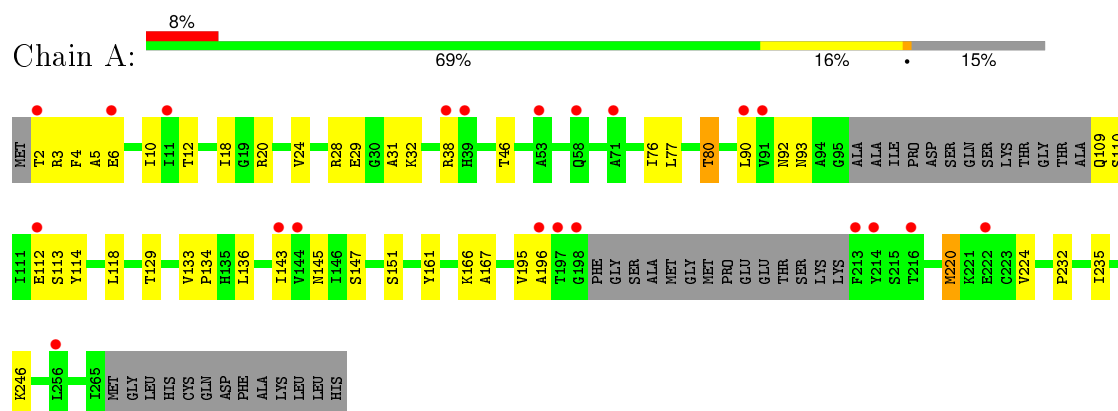 8%
Chain A:
69% 16% • 15%
MET T2 R3 F4 A5 E6 I10 I11 T12 I18 G19 R20 V24 R28 E29 G30 A31 K32 R38 H39 T46 A53 Q58 A71 I76 L77 T80 L90 V91 N92 N93 A94 G95 ALA ALA ILE PRO ASP SER GLN SER LYS THR GLY THR ALA Q109 S110
I111 E112 S113 Y114 L118 T129 V133 P134 H135 L136 I143 V144 N145 I146 S147 S151 Y161 K166 A167 V195 A196 T197 G198 PHE GLY SER ALA MET GLY MET PRO GLU GLU THR SER LYS LYS F213 Y214 S215 T216 M220 K221 E222 C223 V224 P232 I235
K246 L256 I265 MET GLY LEU HIS CYS GLN ASP PHE ALA LYS LEU LEU HIS